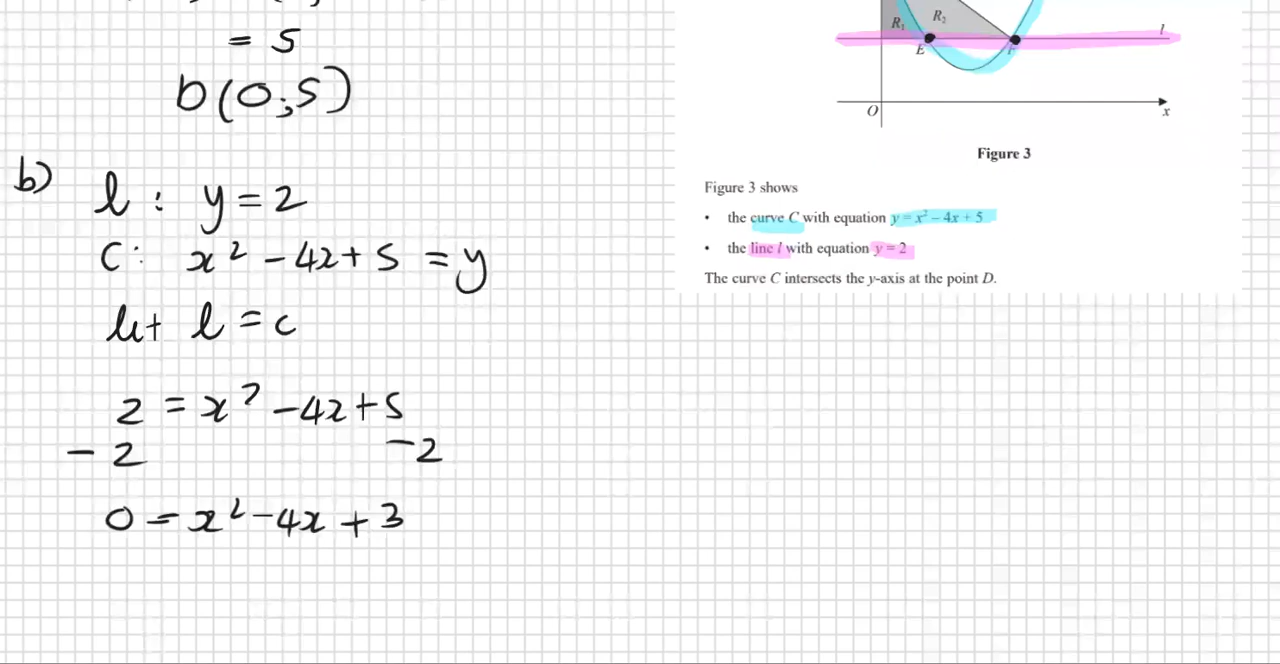 = 5
b(0;5)
b)
l : y = 2
C: x² - 4x + 5 = y
let l = c
2 = x² - 4x + 5
- 2 - 2
0 = x² - 4x + 3
R₁
R₂
l
E
F
O
x
Figure 3
Figure 3 shows
• the curve C with equation y = x² – 4x + 5
• the line l with equation y = 2
The curve C intersects the y-axis at the point D.